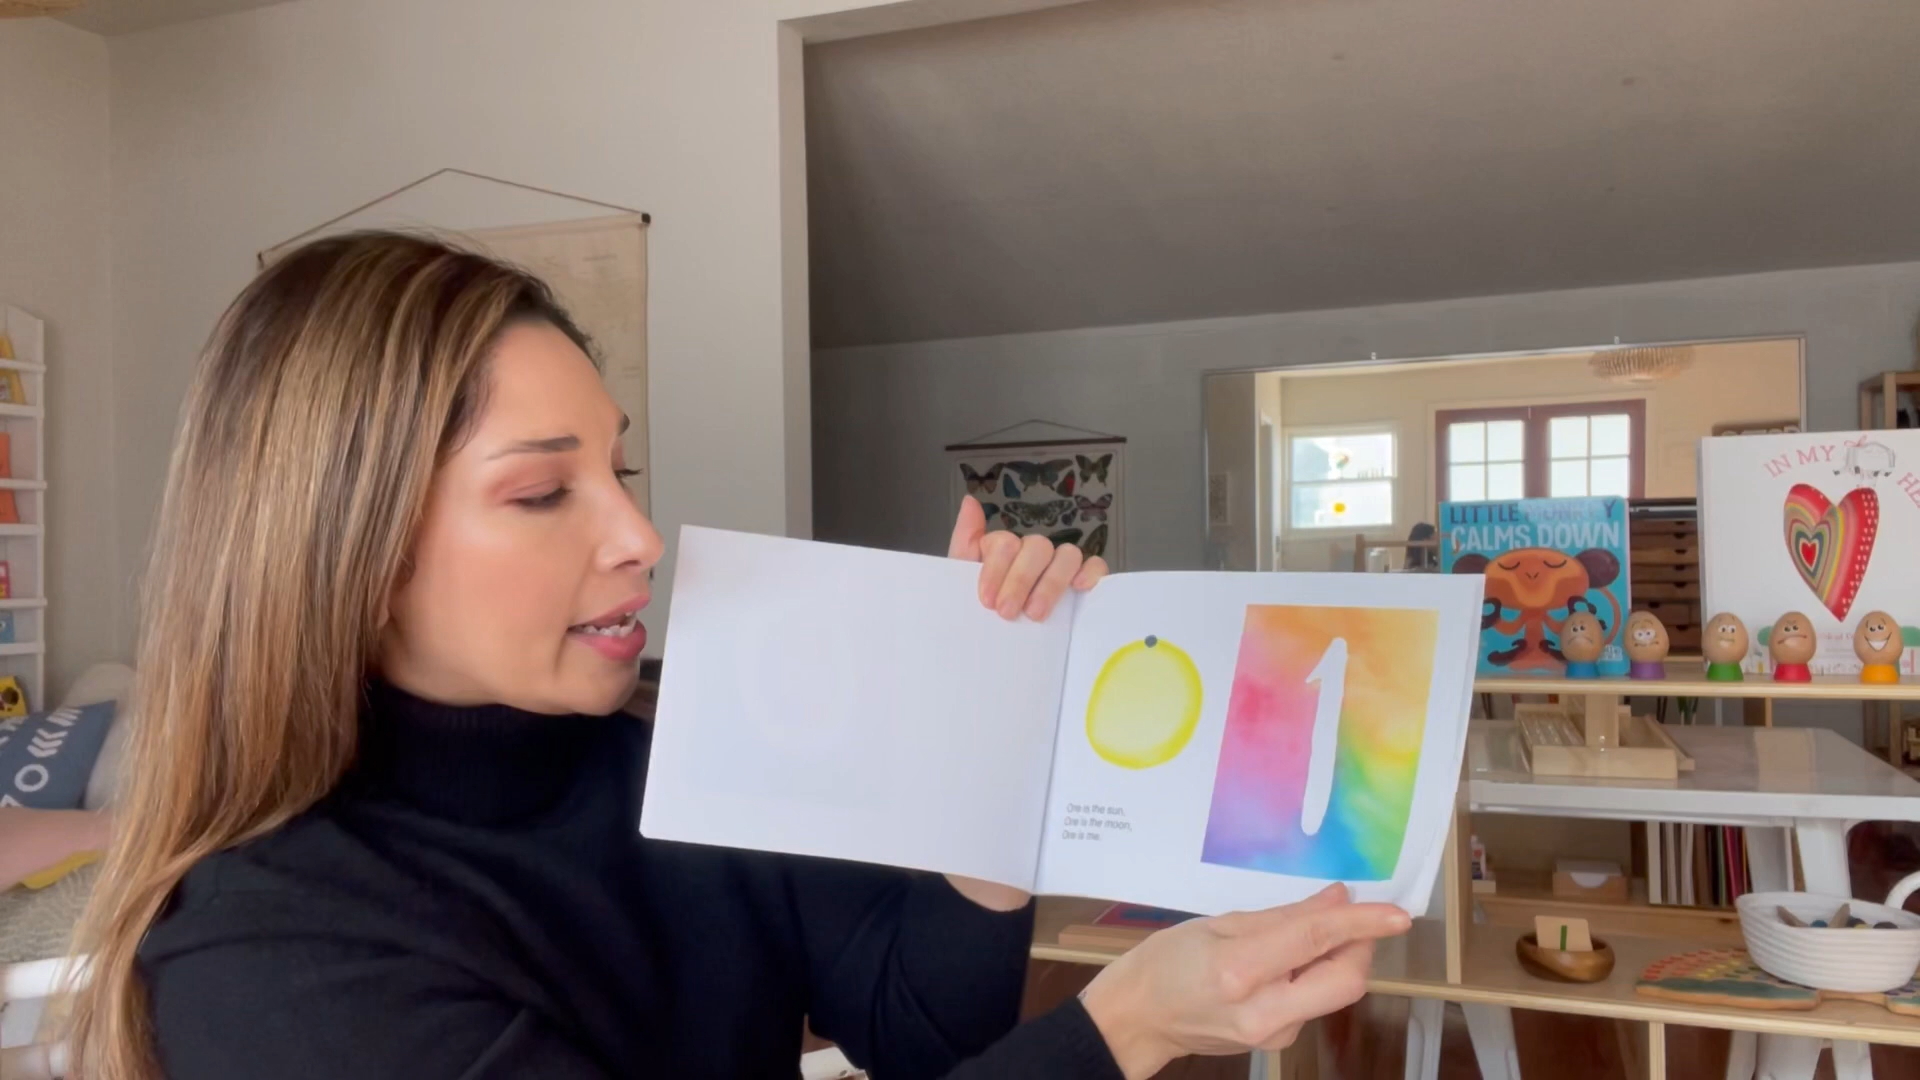 LITTLE MONKEY
CALMS DOWN
IN MY
One is the sun,
One is the moon,
One is me.
1